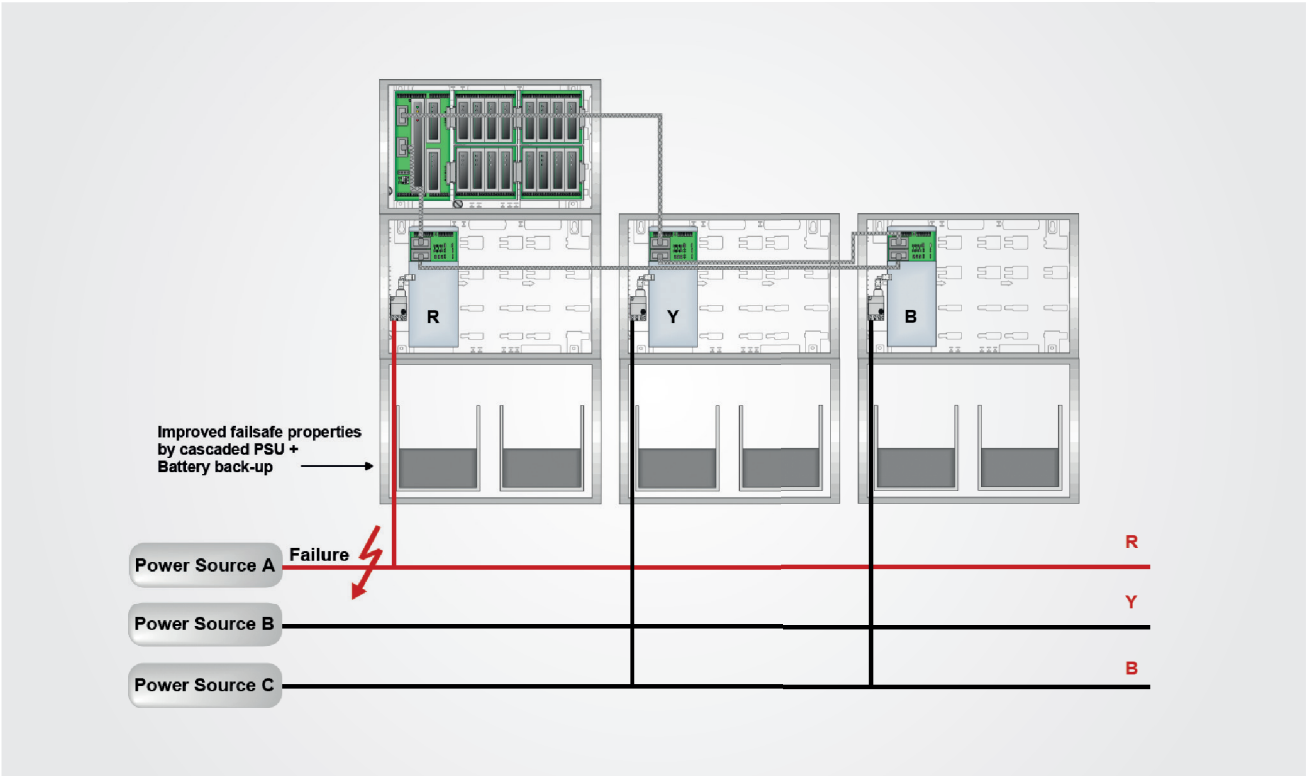 R
Y
B
Improved failsafe properties
by cascaded PSU +
Battery back-up
Power Source A
Failure
R
Power Source B
Y
Power Source C
B